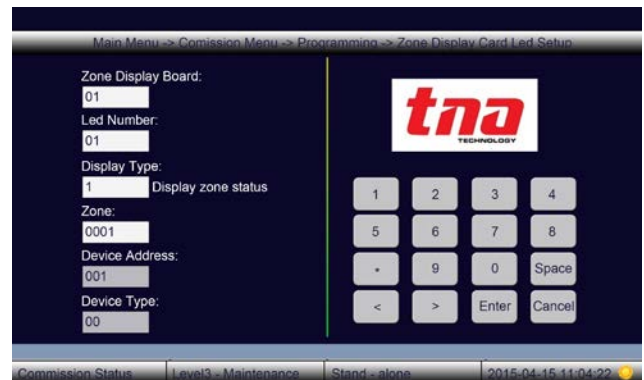 Main Menu -> Comission Menu -> Programming -> Zone Display Card Led Setup
Zone Display Board:
01
Led Number:
01
Display Type:
1 Display zone status
Zone:
0001
Device Address:
001
Device Type:
00
tna
TECHNOLOGY
1 2 3 4
5 6 7 8
* 9 0 Space
< > Enter Cancel
Commission Status Level3 - Maintenance Stand - alone 2015-04-15 11:04:22